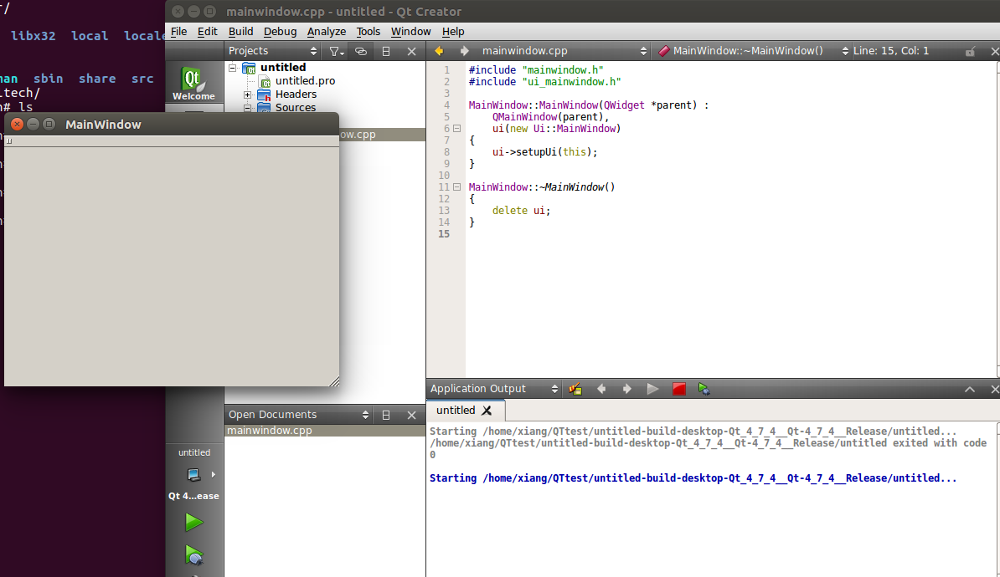 r/
libx32 local locale
man sbin share src
itech/
# ls
mainwindow.cpp - untitled - Qt Creator
File Edit Build Debug Analyze Tools Window Help
Projects
mainwindow.cpp
MainWindow::~MainWindow()
Line: 15, Col: 1
Qt
Welcome
untitled
untitled.pro
Headers
Sources
ow.cpp
MainWindow
1 #include "mainwindow.h"
2 #include "ui_mainwindow.h"
3
4 MainWindow::MainWindow(QWidget *parent) :
5 QMainWindow(parent),
6 ui(new Ui::MainWindow)
7 {
8 ui->setupUi(this);
9 }
10
11 MainWindow::~MainWindow()
12 {
13 delete ui;
14 }
15
Application Output
untitled
Starting /home/xiang/QTtest/untitled-build-desktop-Qt_4_7_4__Qt-4_7_4__Release/untitled...
/home/xiang/QTtest/untitled-build-desktop-Qt_4_7_4__Qt-4_7_4__Release/untitled exited with code
0
Starting /home/xiang/QTtest/untitled-build-desktop-Qt_4_7_4__Qt-4_7_4__Release/untitled...
Open Documents
mainwindow.cpp
untitled
Qt 4...ease